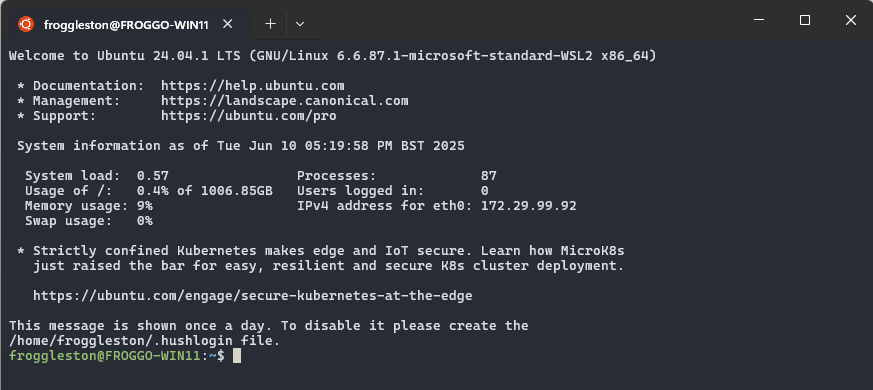 froggleston@FROGGO-WIN11
Welcome to Ubuntu 24.04.1 LTS (GNU/Linux 6.6.87.1-microsoft-standard-WSL2 x86_64)
* Documentation:  https://help.ubuntu.com
* Management:     https://landscape.canonical.com
* Support:        https://ubuntu.com/pro
System information as of Tue Jun 10 05:19:58 PM BST 2025
System load:  0.57                Processes:             87
Usage of /:   0.4% of 1006.85GB   Users logged in:       0
Memory usage: 9%                  IPv4 address for eth0: 172.29.99.92
Swap usage:   0%
* Strictly confined Kubernetes makes edge and IoT secure. Learn how MicroK8s
just raised the bar for easy, resilient and secure K8s cluster deployment.
https://ubuntu.com/engage/secure-kubernetes-at-the-edge
This message is shown once a day. To disable it please create the
/home/froggleston/.hushlogin file.
froggleston@FROGGO-WIN11:~$